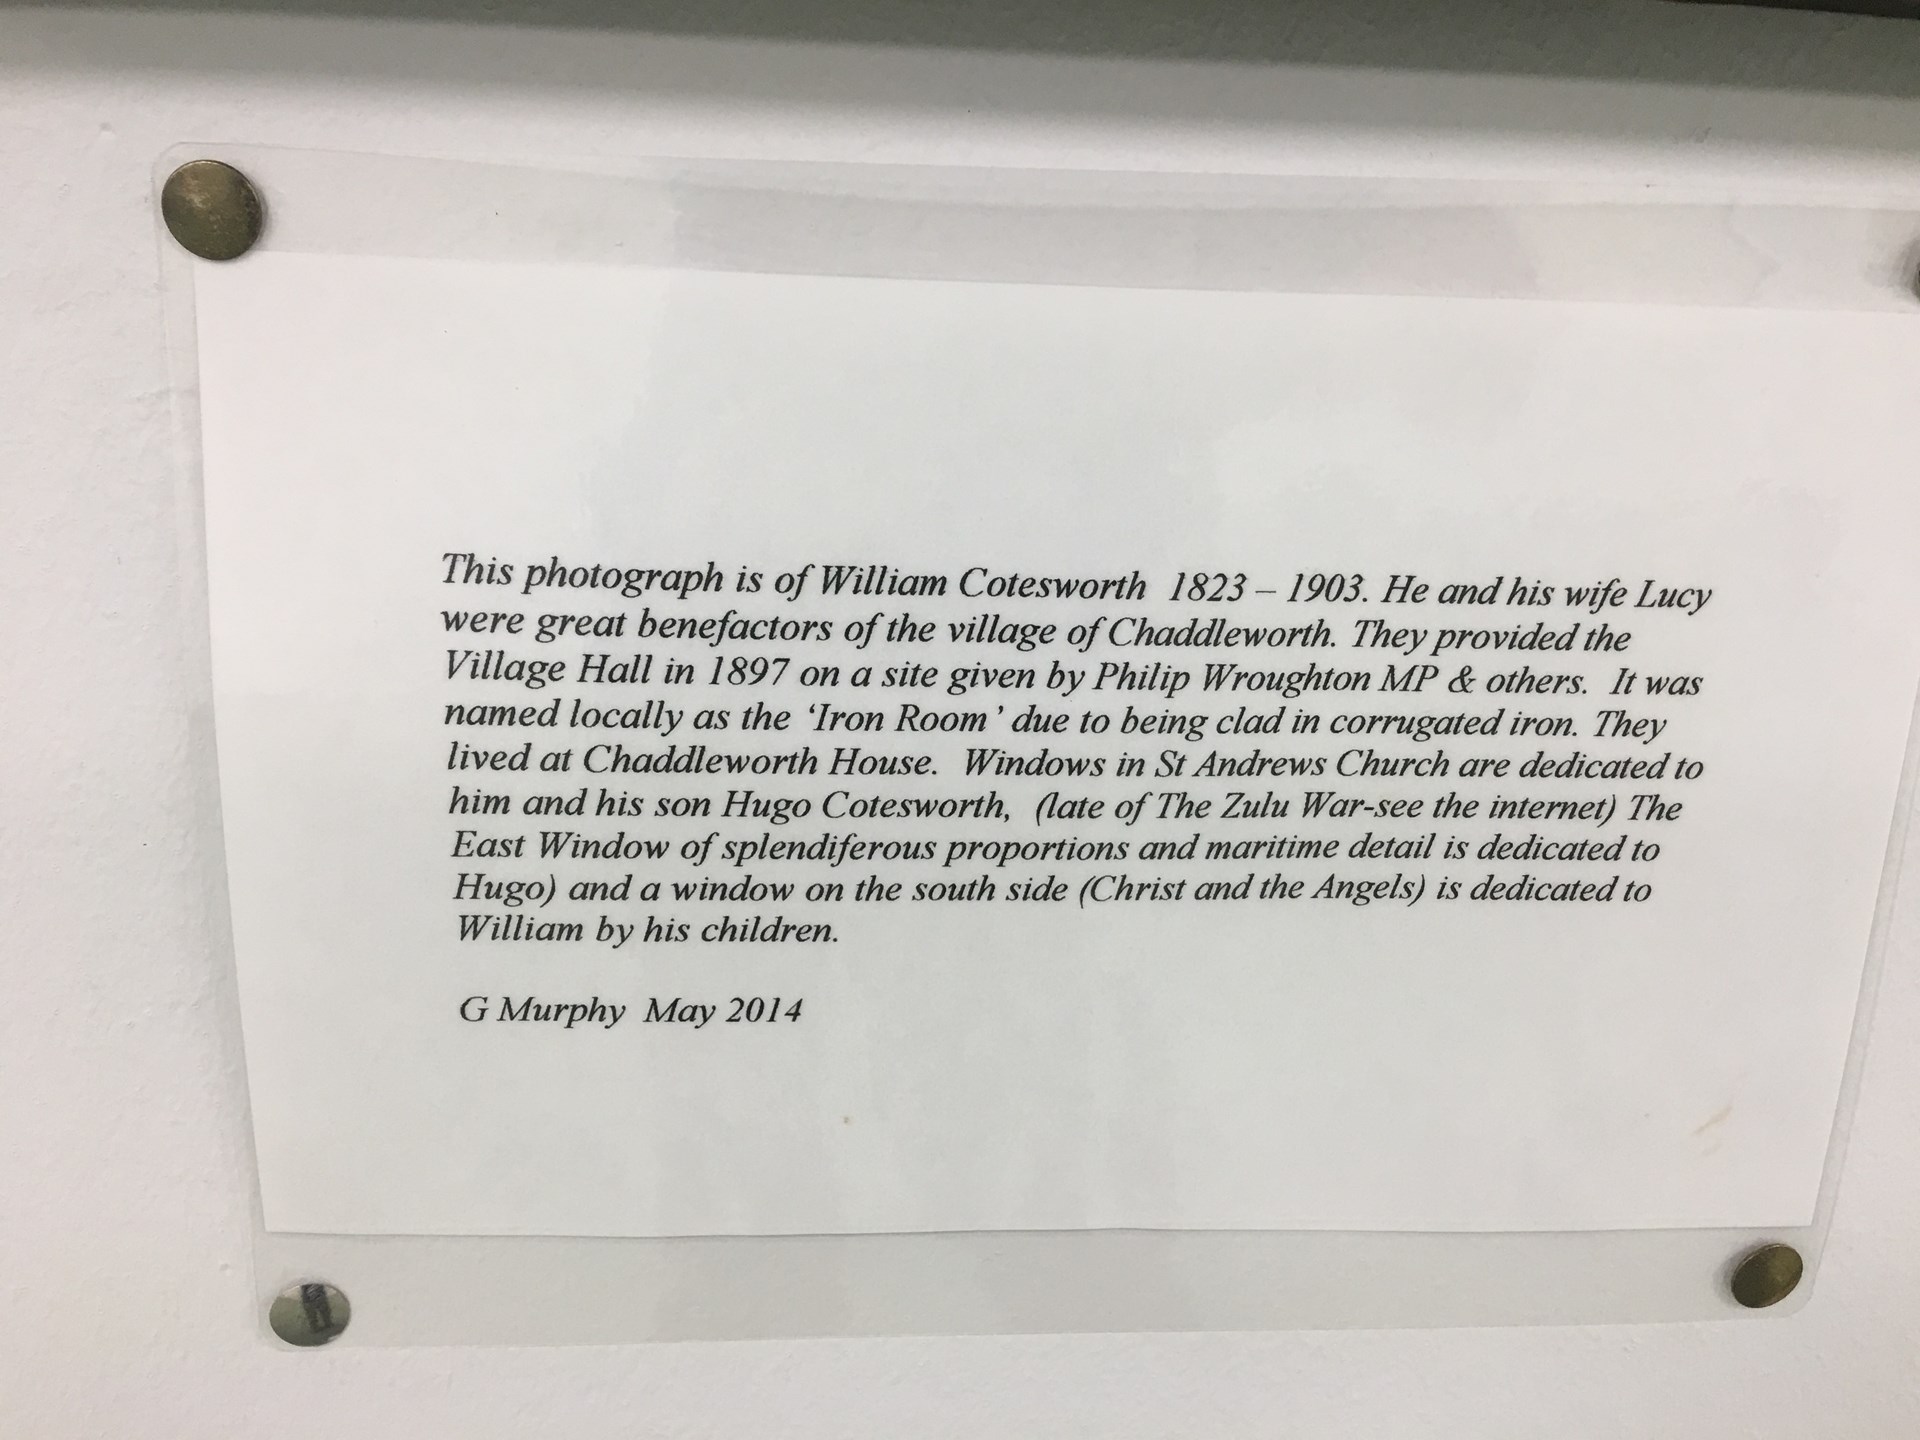 This photograph is of William Cotesworth  1823 – 1903. He and his wife Lucy
were great benefactors of the village of Chaddleworth. They provided the
Village Hall in 1897 on a site given by Philip Wroughton MP & others.  It was
named locally as the ‘Iron Room’ due to being clad in corrugated iron. They
lived at Chaddleworth House.  Windows in St Andrews Church are dedicated to
him and his son Hugo Cotesworth,  (late of The Zulu War-see the internet) The
East Window of splendiferous proportions and maritime detail is dedicated to
Hugo) and a window on the south side (Christ and the Angels) is dedicated to
William by his children.
G Murphy  May 2014